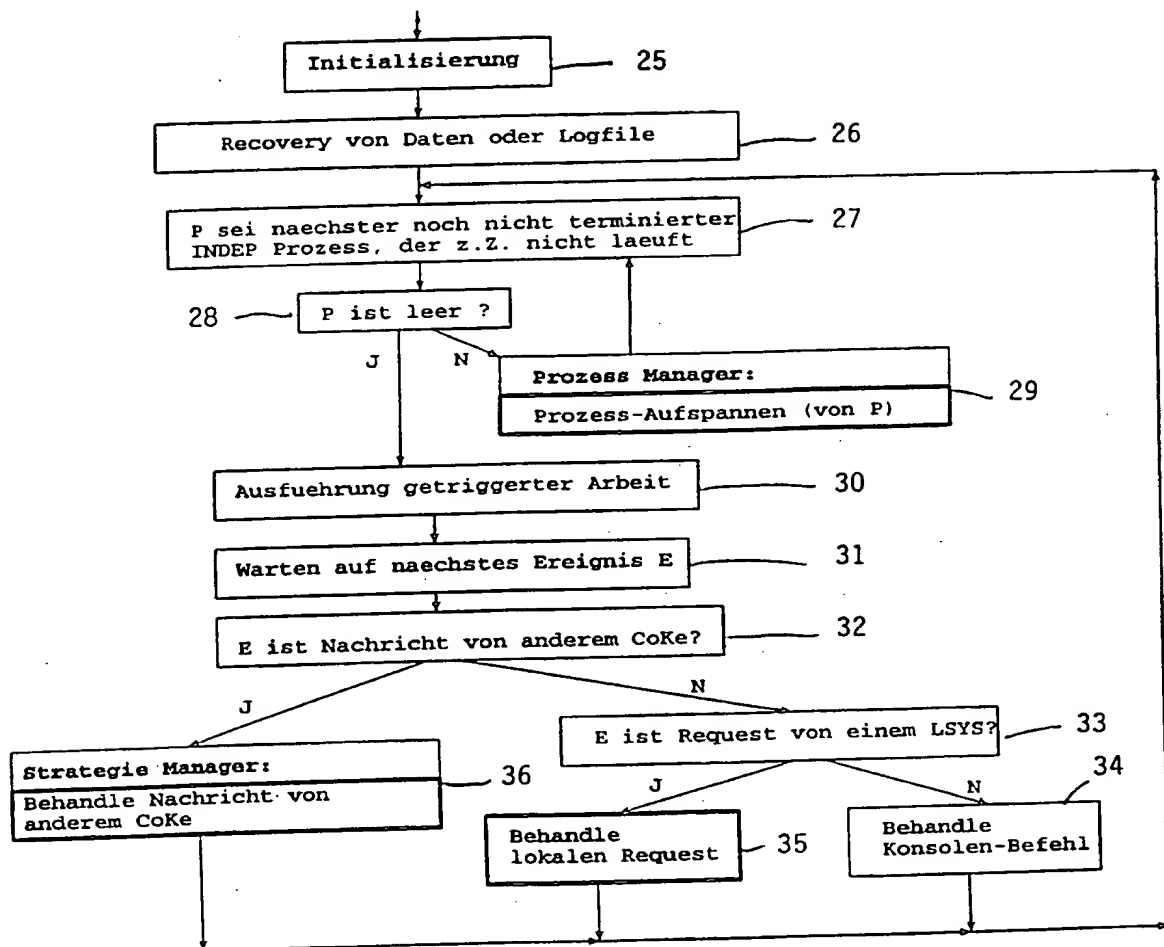 Initialisierung
25
Recovery von Daten oder Logfile
26
P sei naechster noch nicht terminierter
INDEP Prozess, der z.Z. nicht laeuft
27
28
P ist leer ?
J
N
Prozess Manager:
Prozess-Aufspannen (von P)
29
Ausfuehrung getriggerter Arbeit
30
Warten auf naechstes Ereignis E
31
E ist Nachricht von anderem CoKe?
32
J
N
E ist Request von einem LSYS?
33
Strategie Manager:
Behandle Nachricht von
anderem CoKe
36
J
N
34
Behandle
lokalen Request
35
Behandle
Konsolen-Befehl